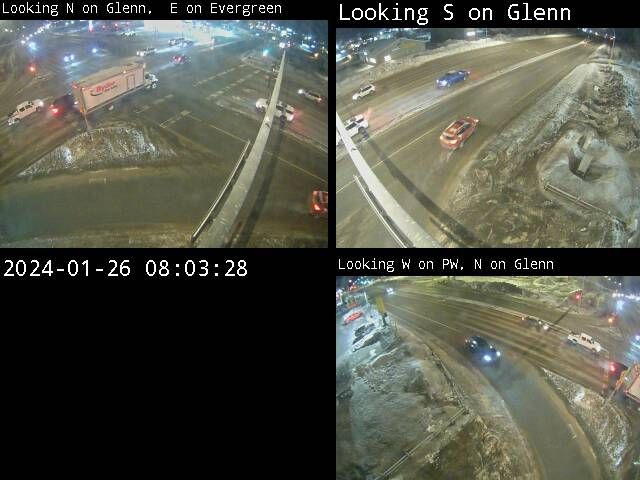 Looking N on Glenn,  E on Evergreen
Looking S on Glenn
Ryder
2024-01-26 08:03:28
Looking W on PW, N on Glenn